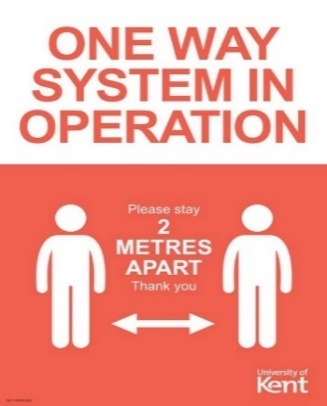 ONE WAY
SYSTEM IN
OPERATION
Please stay
2
METRES
APART
Thank you
University of
Kent